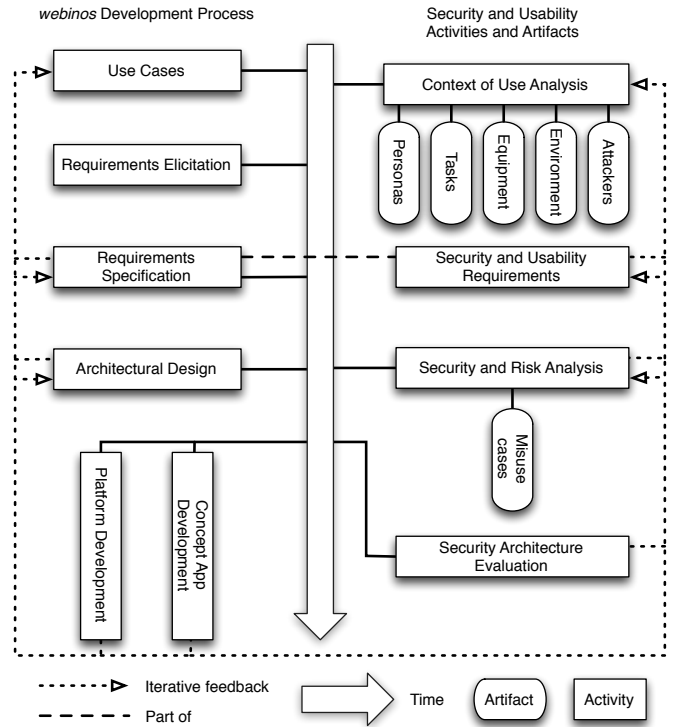 webinos Development Process
Security and Usability
Activities and Artifacts
Use Cases
Context of Use Analysis
Personas
Tasks
Equipment
Environment
Attackers
Requirements Elicitation
Requirements
Specification
Security and Usability
Requirements
Architectural Design
Security and Risk Analysis
Misuse
cases
Platform Development
Concept App
Development
Security Architecture
Evaluation
Iterative feedback
Part of
Time
Artifact
Activity